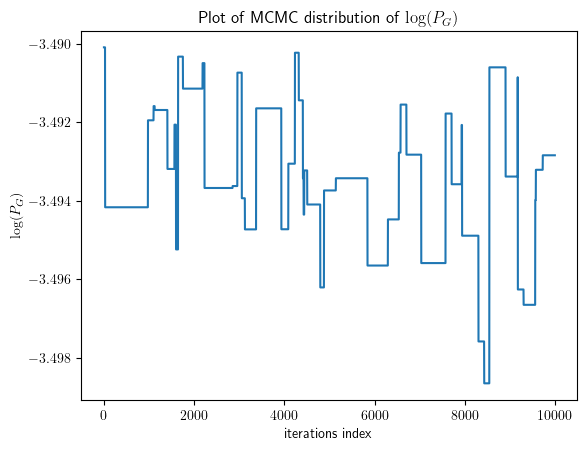 Plot of MCMC distribution of log(P_G)
−3.490
−3.492
−3.494
−3.496
−3.498
log(P_G)
0 2000 4000 6000 8000 10000
iterations index